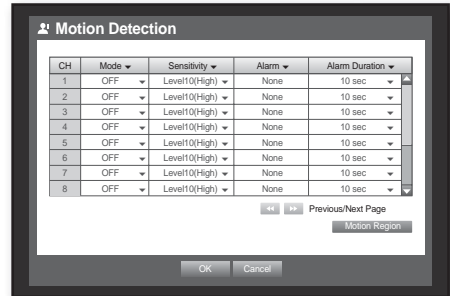 Motion Detection
CH Mode Sensitivity Alarm Alarm Duration
1 OFF Level10(High) None 10 sec
2 OFF Level10(High) None 10 sec
3 OFF Level10(High) None 10 sec
4 OFF Level10(High) None 10 sec
5 OFF Level10(High) None 10 sec
6 OFF Level10(High) None 10 sec
7 OFF Level10(High) None 10 sec
8 OFF Level10(High) None 10 sec
Previous/Next Page
Motion Region
OK Cancel